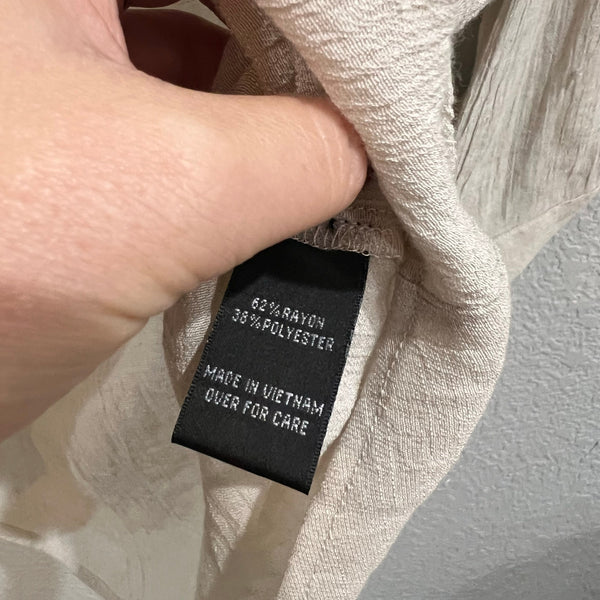 62%RAYON
38%POLYESTER
MADE IN VIETNAM
OVER FOR CARE